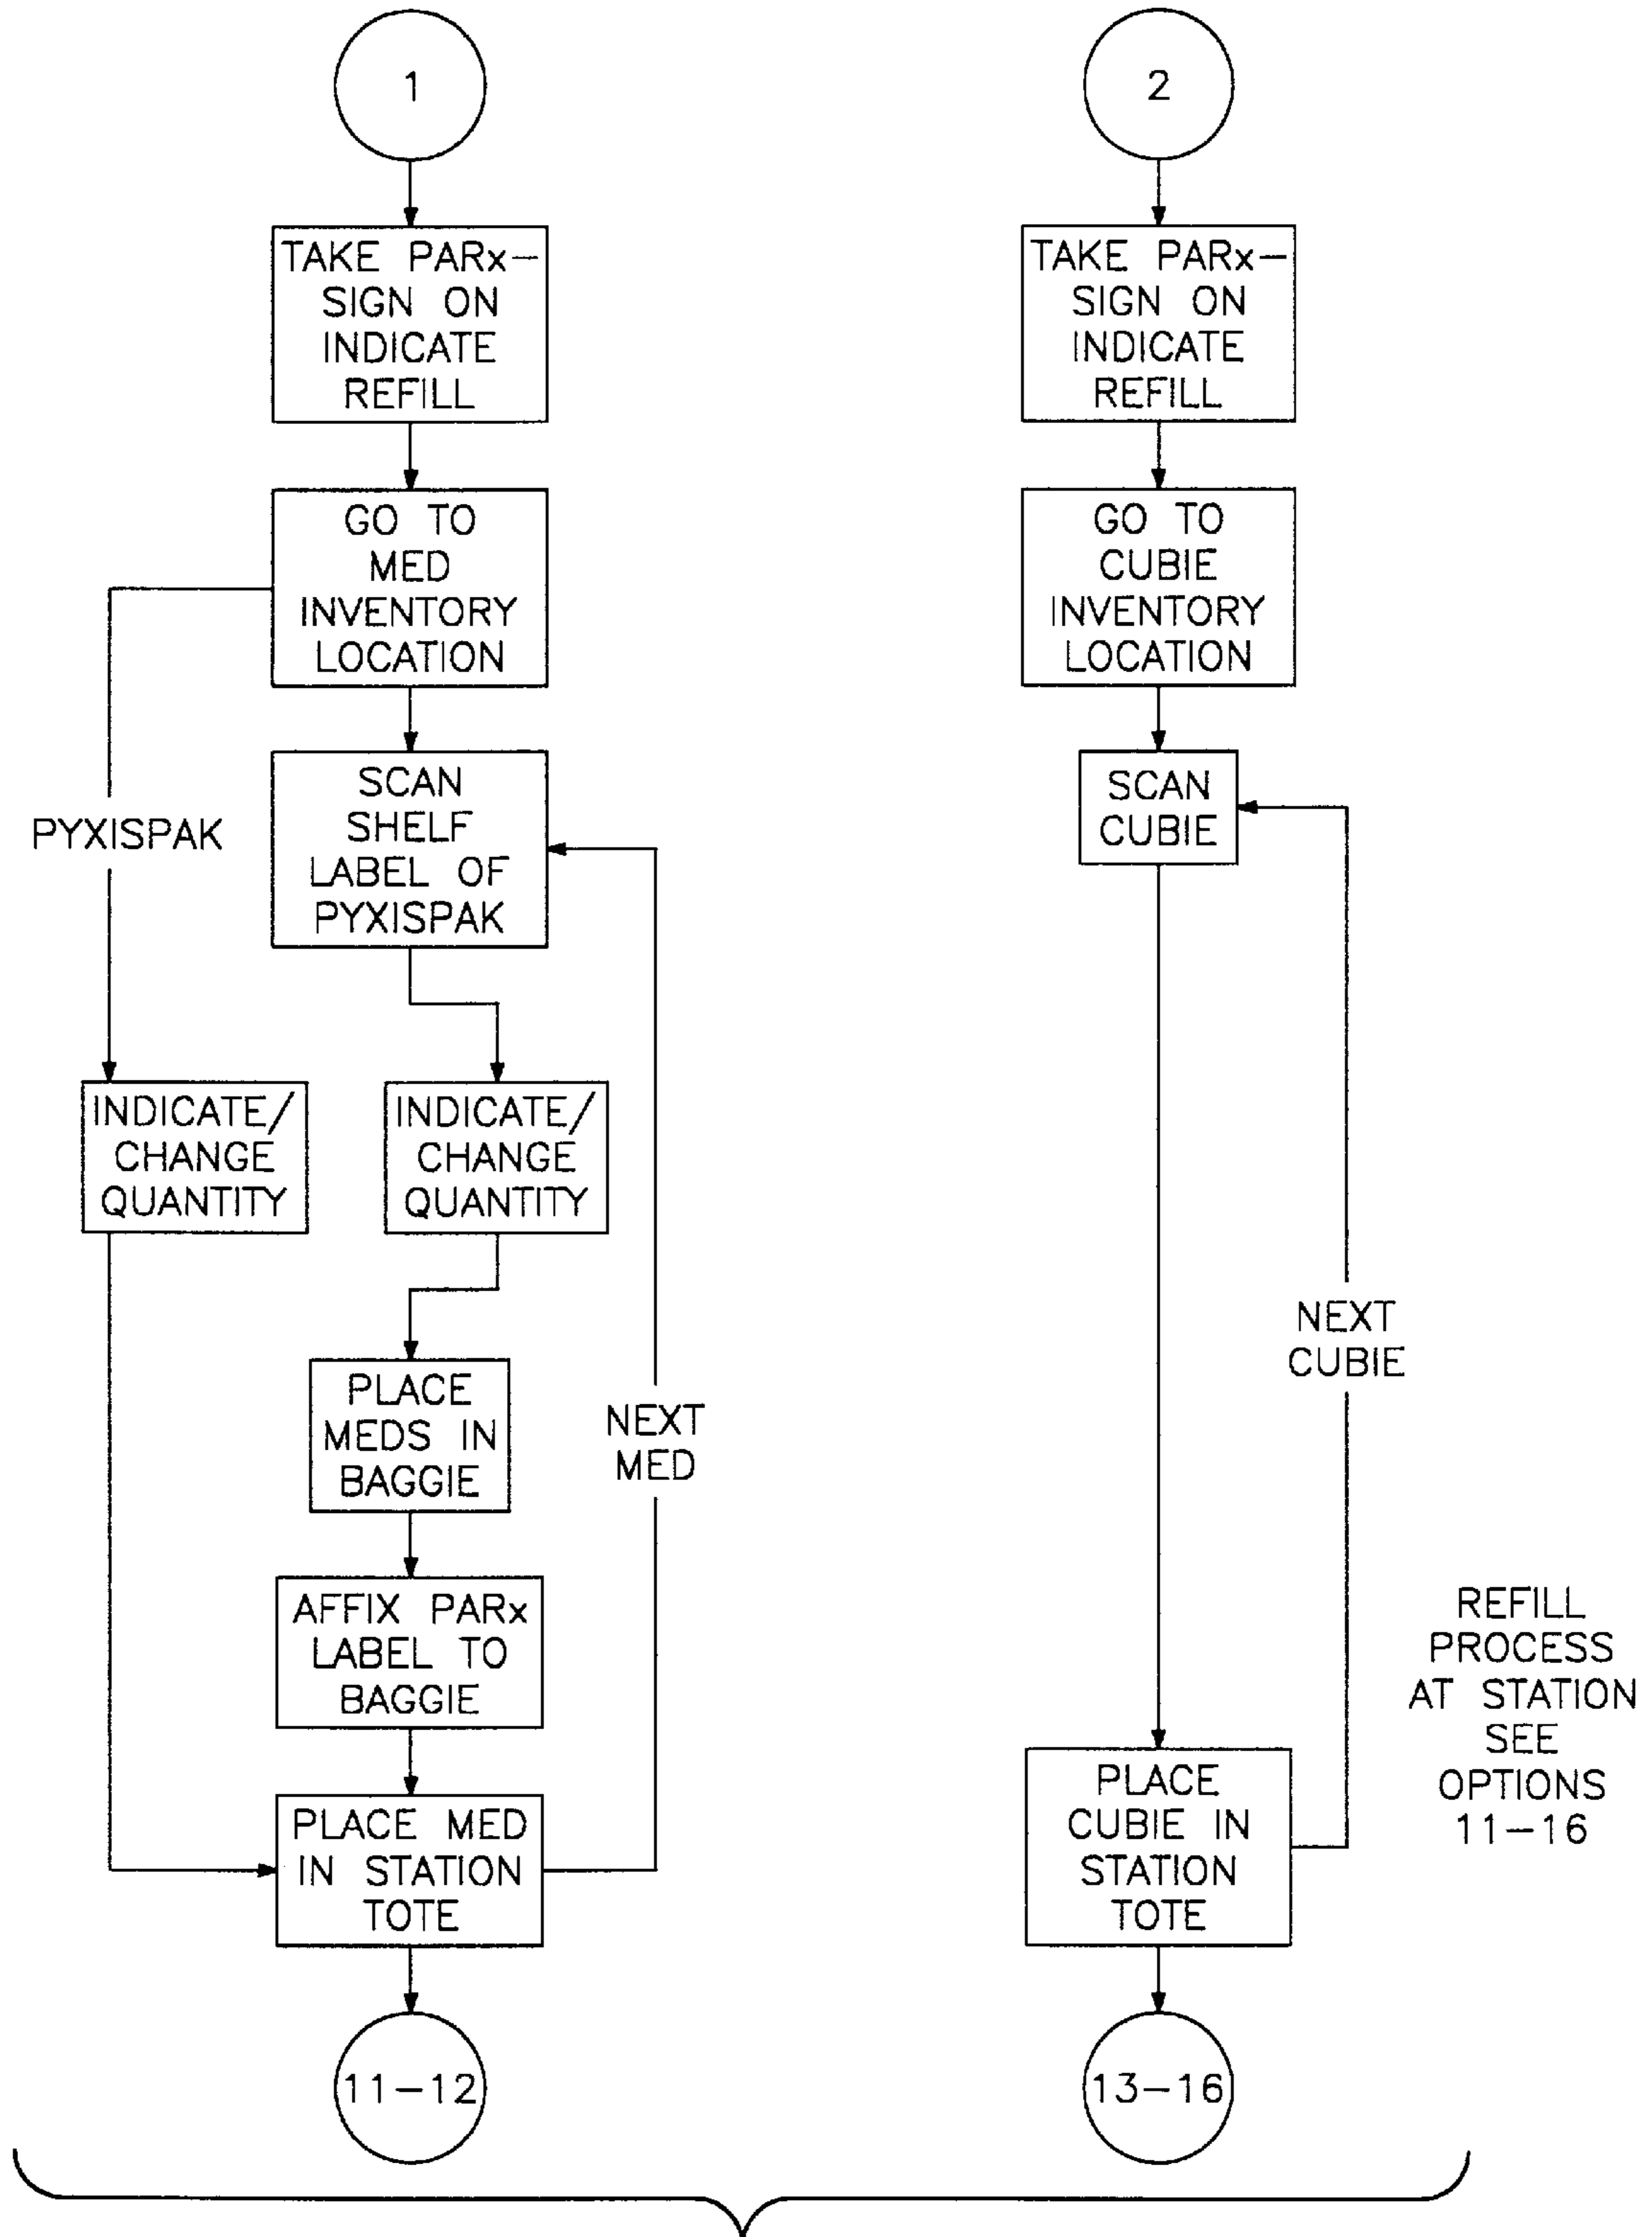 1
TAKE PARx-
SIGN ON
INDICATE
REFILL
GO TO
MED
INVENTORY
LOCATION
PYXISPAK
SCAN
SHELF
LABEL OF
PYXISPAK
INDICATE/
CHANGE
QUANTITY
INDICATE/
CHANGE
QUANTITY
PLACE
MEDS IN
BAGGIE
NEXT
MED
AFFIX PARx
LABEL TO
BAGGIE
PLACE MED
IN STATION
TOTE
11-12
2
TAKE PARx-
SIGN ON
INDICATE
REFILL
GO TO
CUBIE
INVENTORY
LOCATION
SCAN
CUBIE
NEXT
CUBIE
PLACE
CUBIE IN
STATION
TOTE
13-16
REFILL
PROCESS
AT STATION
SEE
OPTIONS
11-16